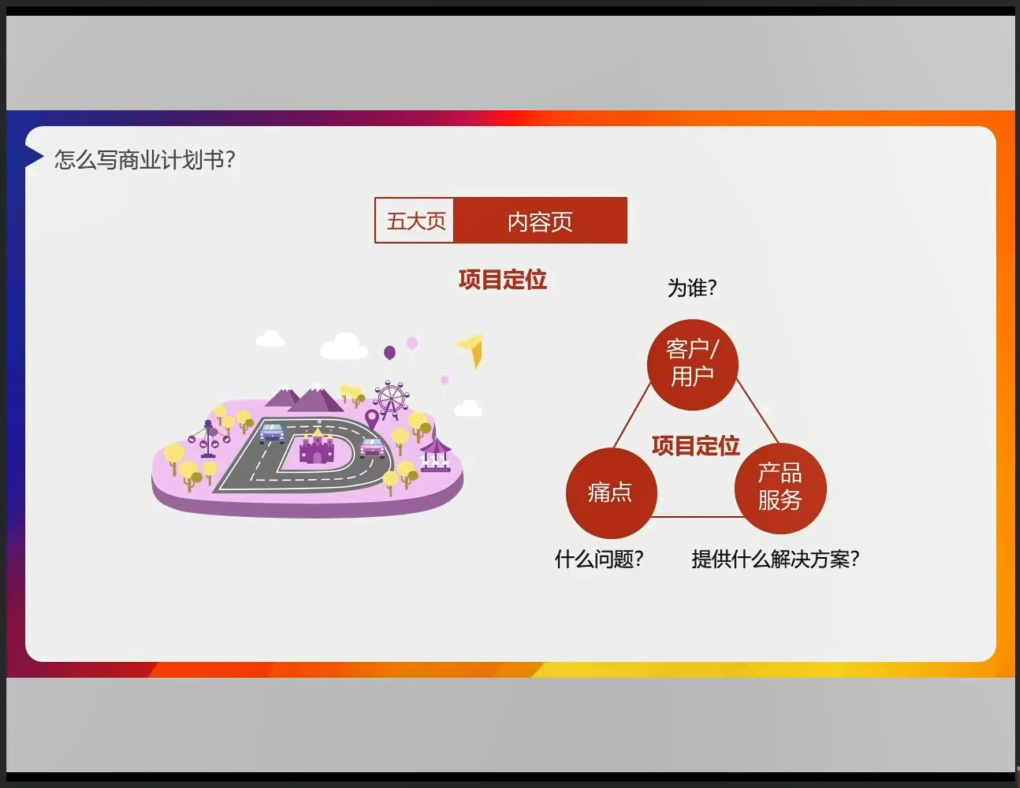 怎么写商业计划书?
五大页 内容页
项目定位
为谁?
客户/
用户
项目定位
痛点
产品
服务
什么问题?
提供什么解决方案?